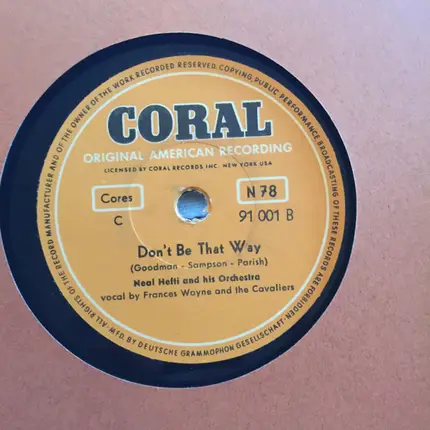 ALL RIGHTS OF THE RECORD MANUFACTURER AND OF THE OWNER OF THE WORK RECORDED RESERVED. COPYING, PUBLIC PERFORMANCE BROADCASTING OF THESE RECORDS ARE FORBIDDEN.
CORAL
ORIGINAL AMERICAN RECORDING
LICENSED BY CORAL RECORDS INC. NEW YORK USA
Cores N 78
C 91 001 B
Don't Be That Way
(Goodman - Sampson - Parish)
Neal Hefti and his Orchestra
vocal by Frances Wayne and the Cavaliers
MFD. BY DEUTSCHE GRAMMOPHON GESELLSCHAFT·